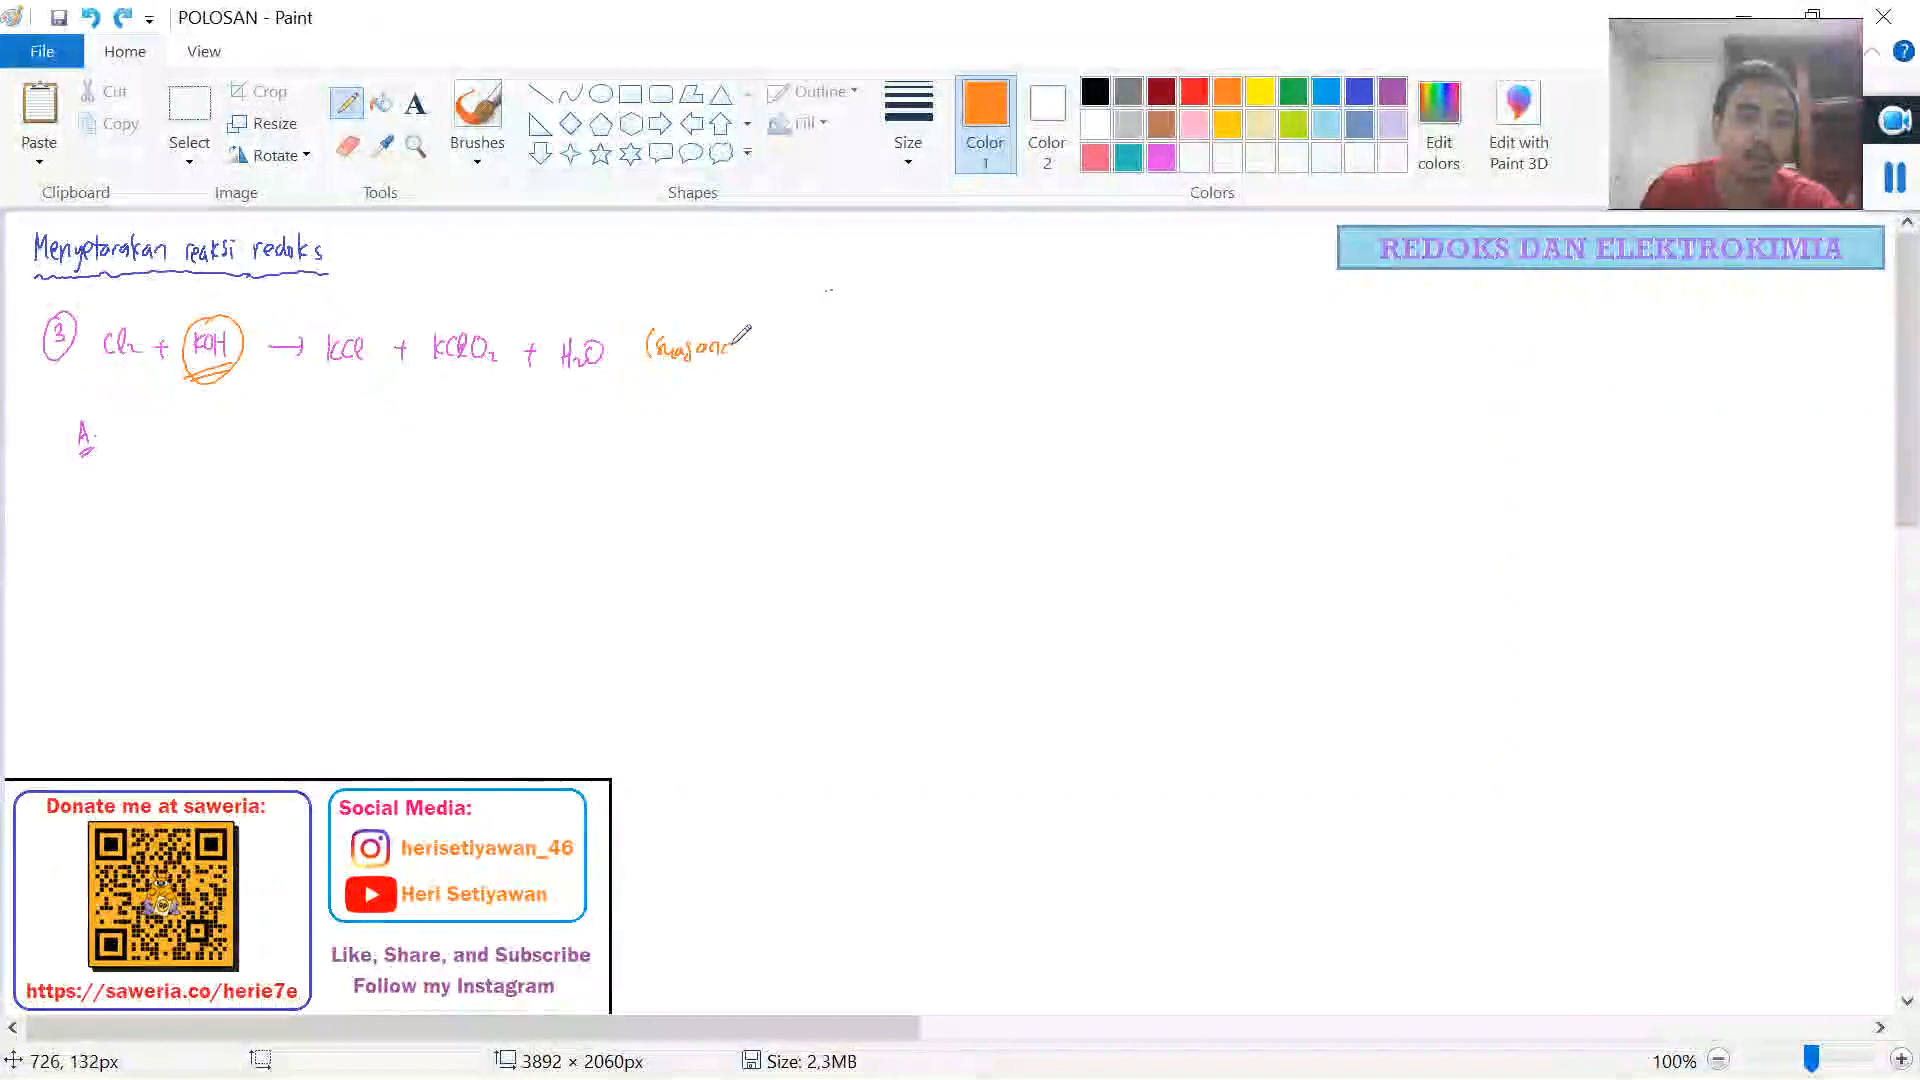 POLOSAN - Paint
File Home View
Paste
Cut
Copy
Clipboard
Select
Crop
Resize
Rotate
Image
A
Tools
Brushes
Shapes
Outline
Fill
Size
Color 1
Color 2
Edit colors
Edit with Paint 3D
Colors
Menyetarakan reaksi redoks
REDOKS DAN ELEKTROKIMIA
3 Cl₂ + KOH → KCl + KClO₂ + H₂O
A.
Donate me at saweria:
https://saweria.co/herie7e
Social Media:
herisetiyawan_46
Heri Setiyawan
Like, Share, and Subscribe
Follow my Instagram
726, 132px
3892 × 2060px
Size: 2,3MB
100%